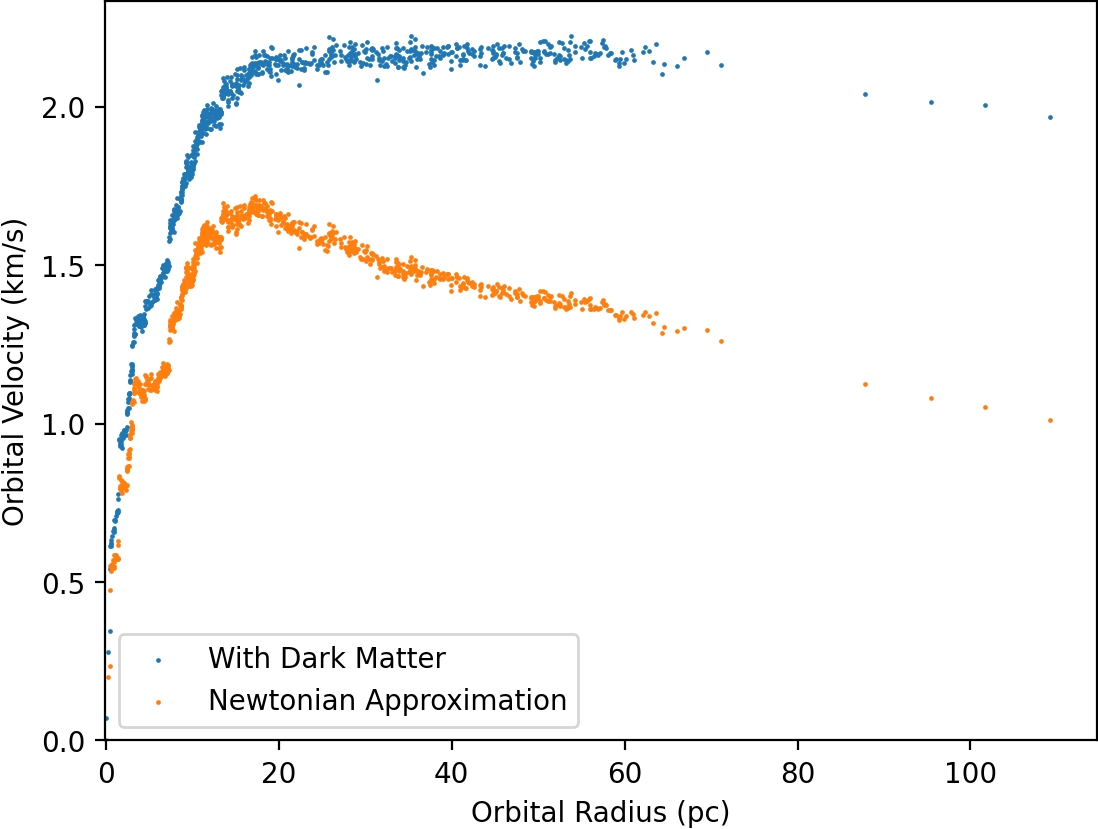 Orbital Velocity (km/s)
2.0
1.5
1.0
0.5
0.0
With Dark Matter
Newtonian Approximation
0 20 40 60 80 100
Orbital Radius (pc)